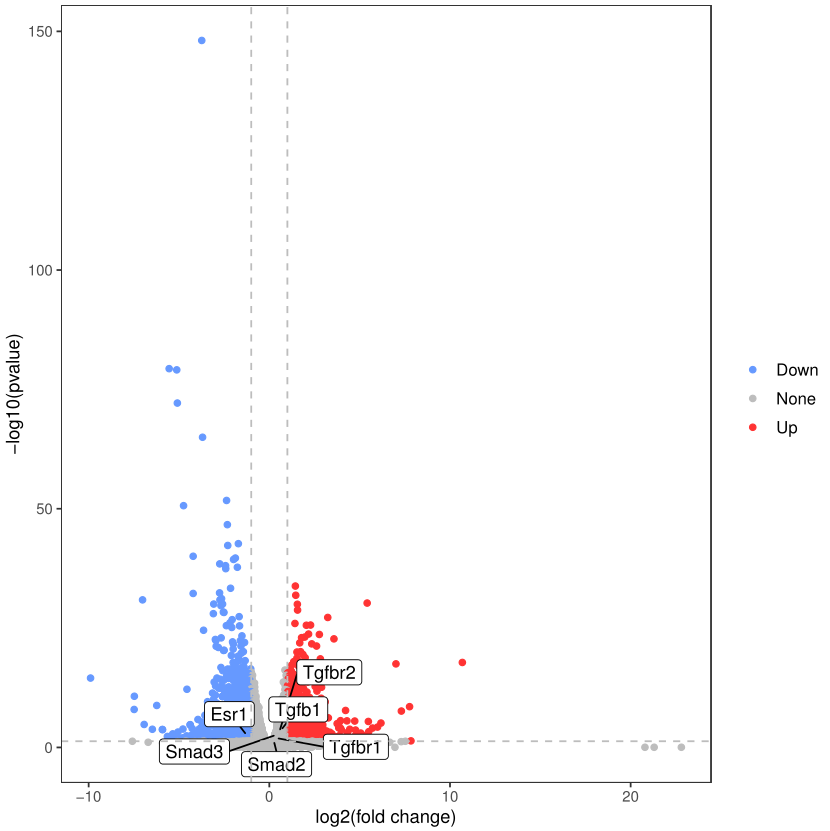 150
100
50
0
−log10(pvalue)
Tgfbr2
Tgfb1
Esr1
Tgfbr1
Smad3
Smad2
−10
0
10
20
log2(fold change)
Down
None
Up